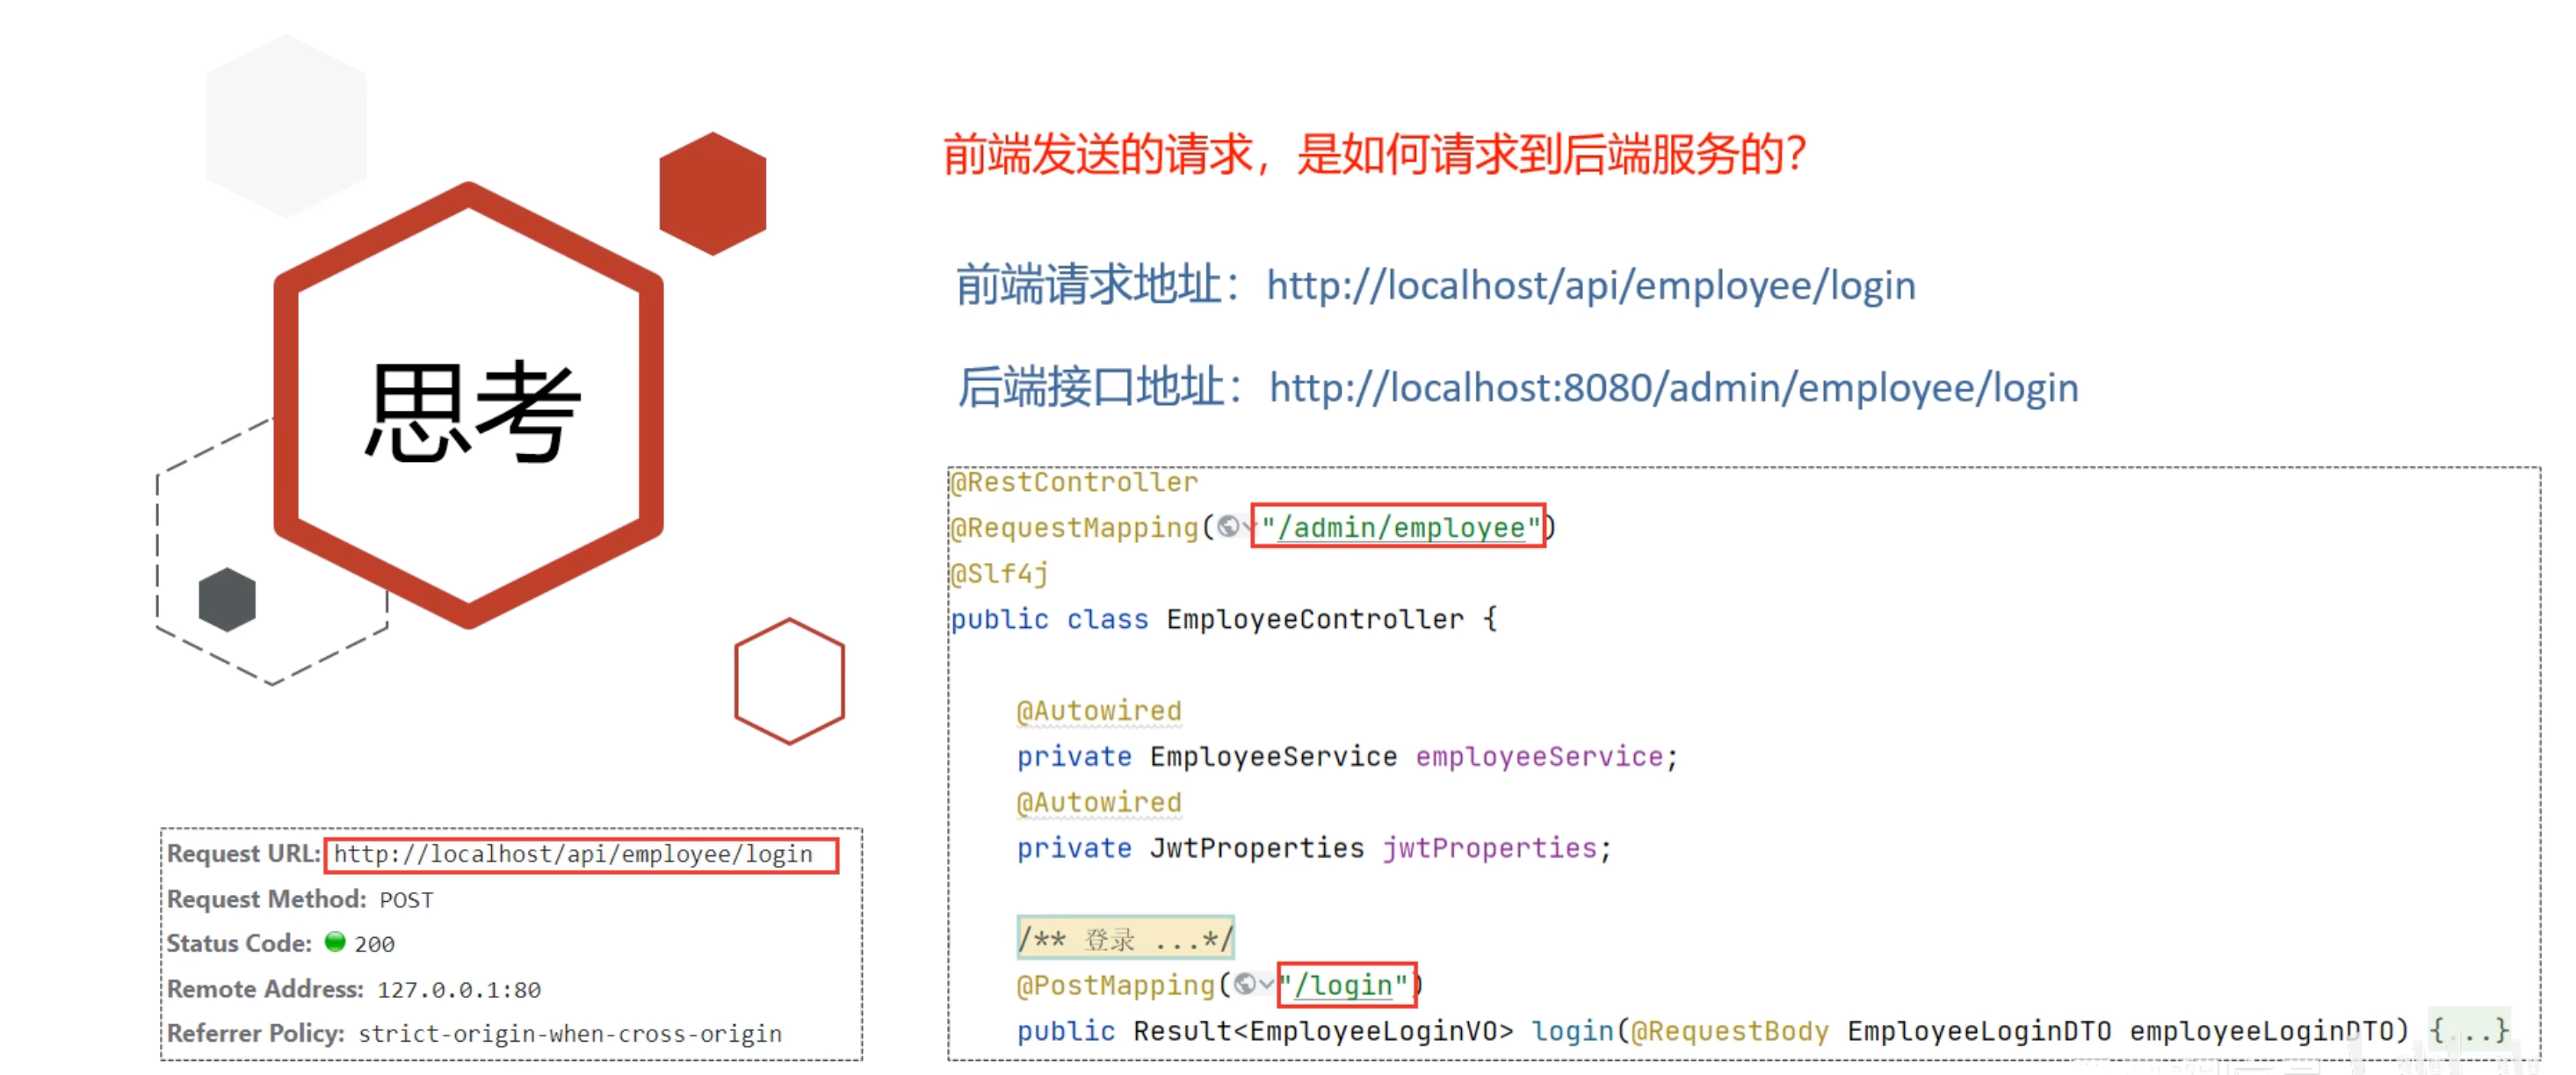 思考
前端发送的请求，是如何请求到后端服务的？
前端请求地址：http://localhost/api/employee/login
后端接口地址：http://localhost:8080/admin/employee/login
Request URL: http://localhost/api/employee/login
Request Method: POST
Status Code: 200
Remote Address: 127.0.0.1:80
Referrer Policy: strict-origin-when-cross-origin
@RestController
@RequestMapping("/admin/employee")
@Slf4j
public class EmployeeController {
@Autowired
private EmployeeService employeeService;
@Autowired
private JwtProperties jwtProperties;
/** 登录 ...*/
@PostMapping("/login")
public Result<EmployeeLoginVO> login(@RequestBody EmployeeLoginDTO employeeLoginDTO) {...}